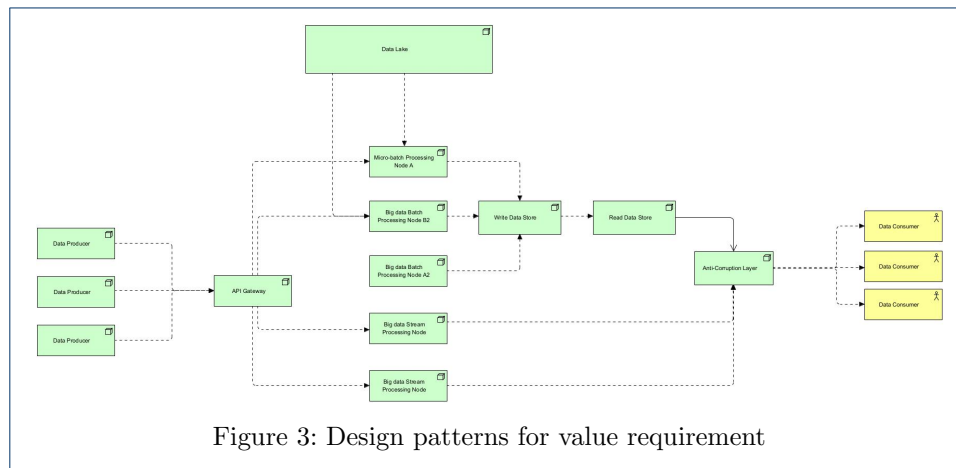 Data Lake
Micro-batch Processing
Node A
Big data Batch
Processing Node B2
Write Data Store
Read Data Store
Data Consumer
Data Producer
Big data Batch
Processing Node A2
Anti-Corruption Layer
Data Consumer
Data Producer
API Gateway
Data Consumer
Data Producer
Big data Stream
Processing Node
Big data Stream
Processing Node
Figure 3: Design patterns for value requirement